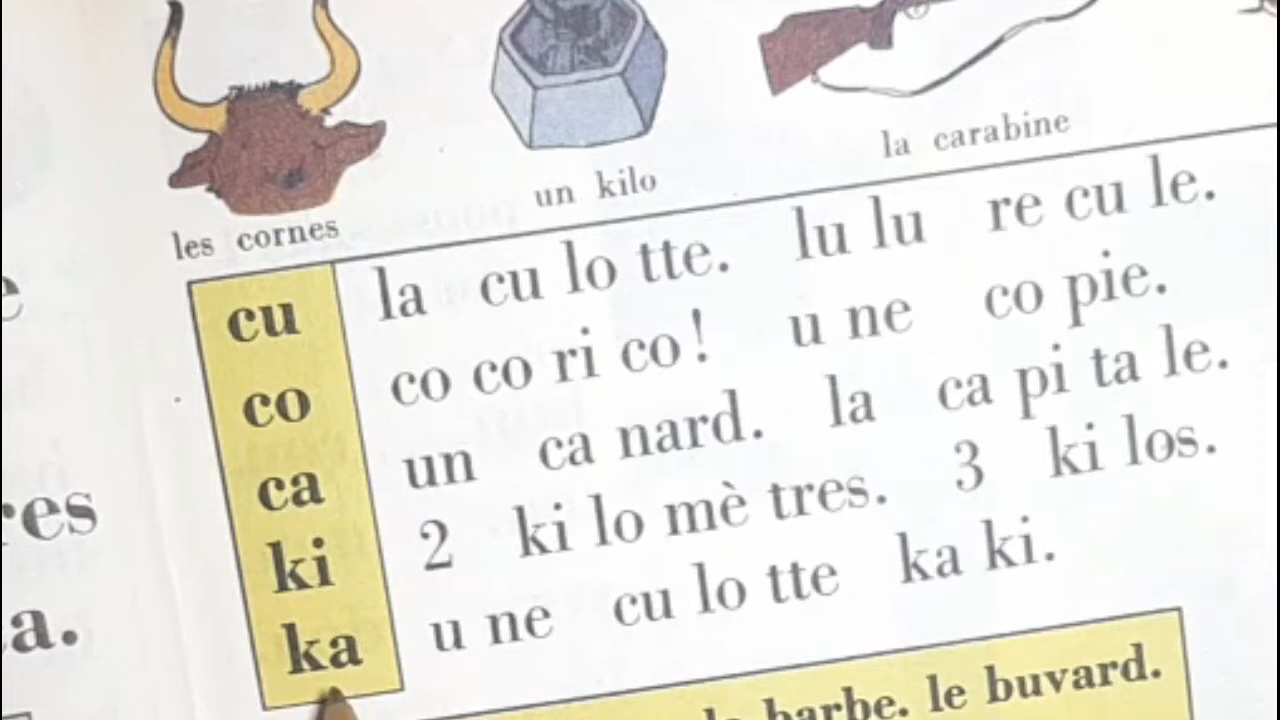 les cornes un kilo la carabine
cu la cu lo tte. lu lu re cu le.
co co co ri co! u ne co pie.
ca un ca nard. la ca pi ta le.
ki 2 ki lo mè tres. 3 ki los.
ka u ne cu lo tte ka ki.
barbe. le buvard.